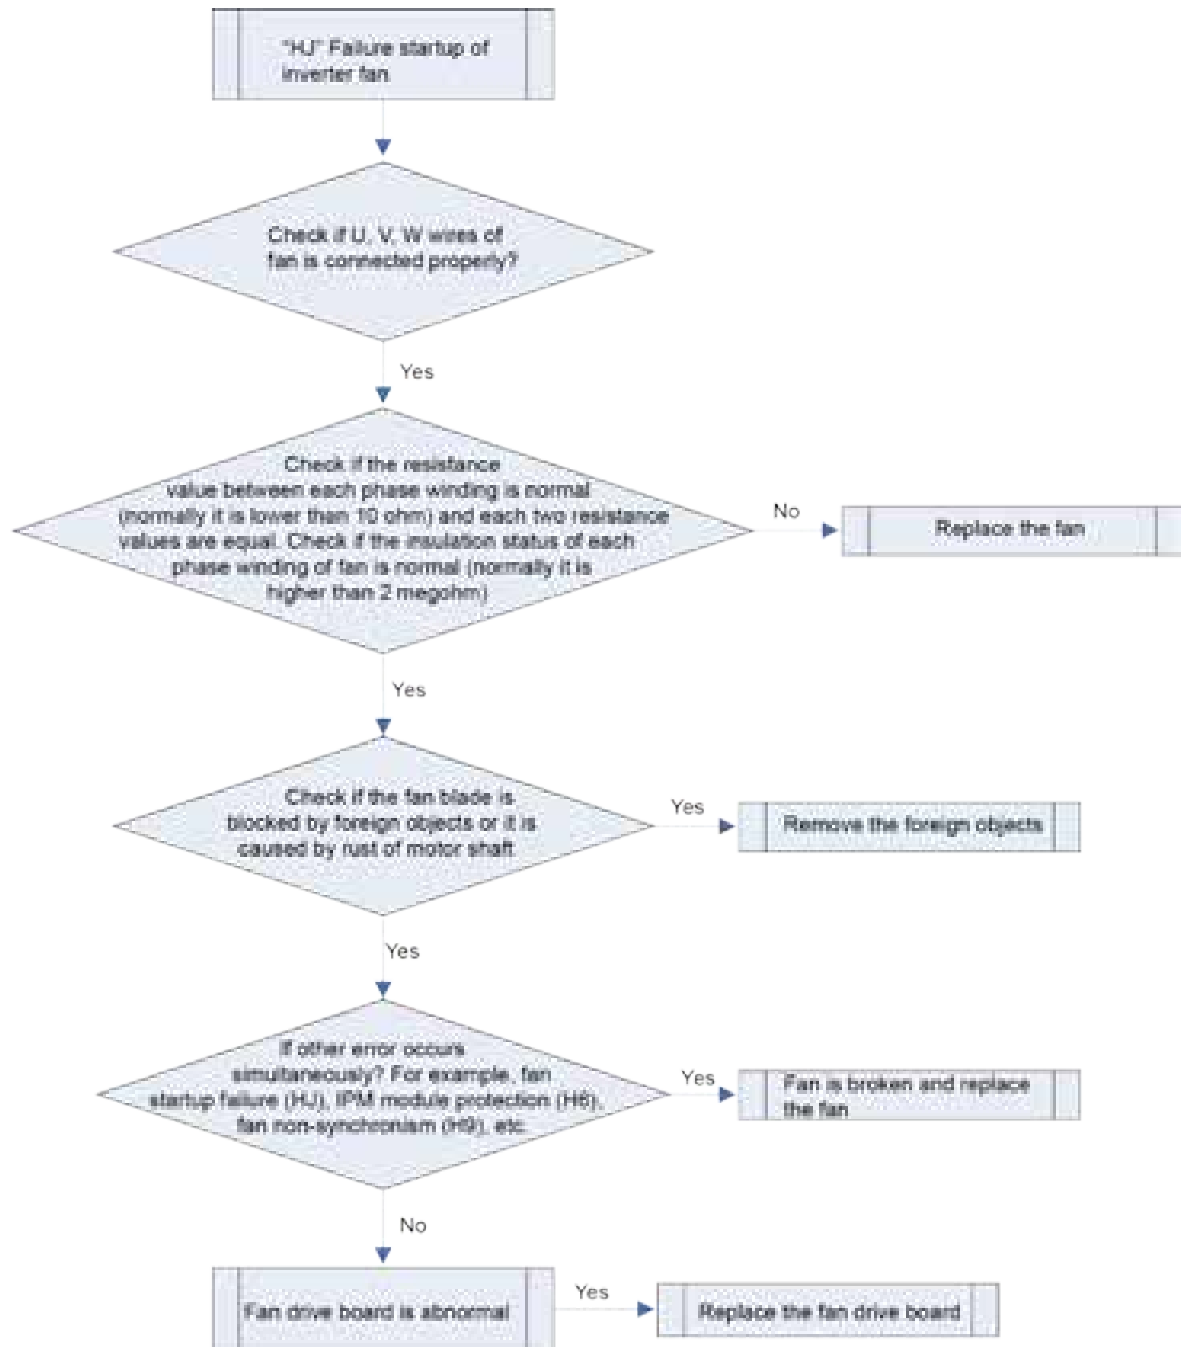 "HJ" Failure startup of
inverter fan
Check if U, V, W wires of
fan is connected properly?
Yes
Check if the resistance
value between each phase winding is normal
(normally it is lower than 10 ohm) and each two resistance
values are equal. Check if the insulation status of each
phase winding of fan is normal (normally it is
higher than 2 megohm)
No
Replace the fan
Yes
Check if the fan blade is
blocked by foreign objects or it is
caused by rust of motor shaft
Yes
Remove the foreign objects
Yes
If other error occurs
simultaneously? For example, fan
startup failure (HJ), IPM module protection (H6),
fan non-synchronism (H9), etc.
Yes
Fan is broken and replace
the fan
No
Fan drive board is abnormal
Yes
Replace the fan drive board